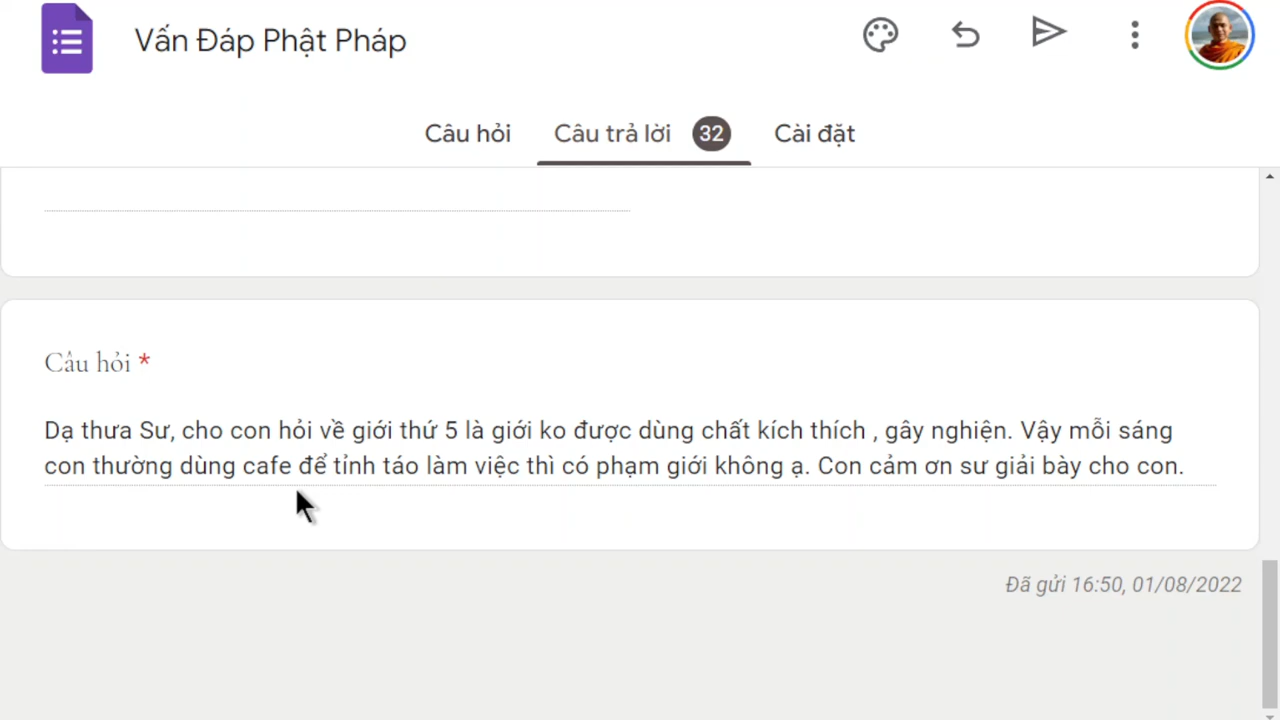 Vấn Đáp Phật Pháp
Câu hỏi
Câu trả lời 32
Cài đặt
Câu hỏi *
Dạ thưa Sư, cho con hỏi về giới thứ 5 là giới ko được dùng chất kích thích , gây nghiện. Vậy mỗi sáng
con thường dùng cafe để tỉnh táo làm việc thì có phạm giới không ạ. Con cảm ơn sư giải bày cho con.
Đã gửi 16:50, 01/08/2022